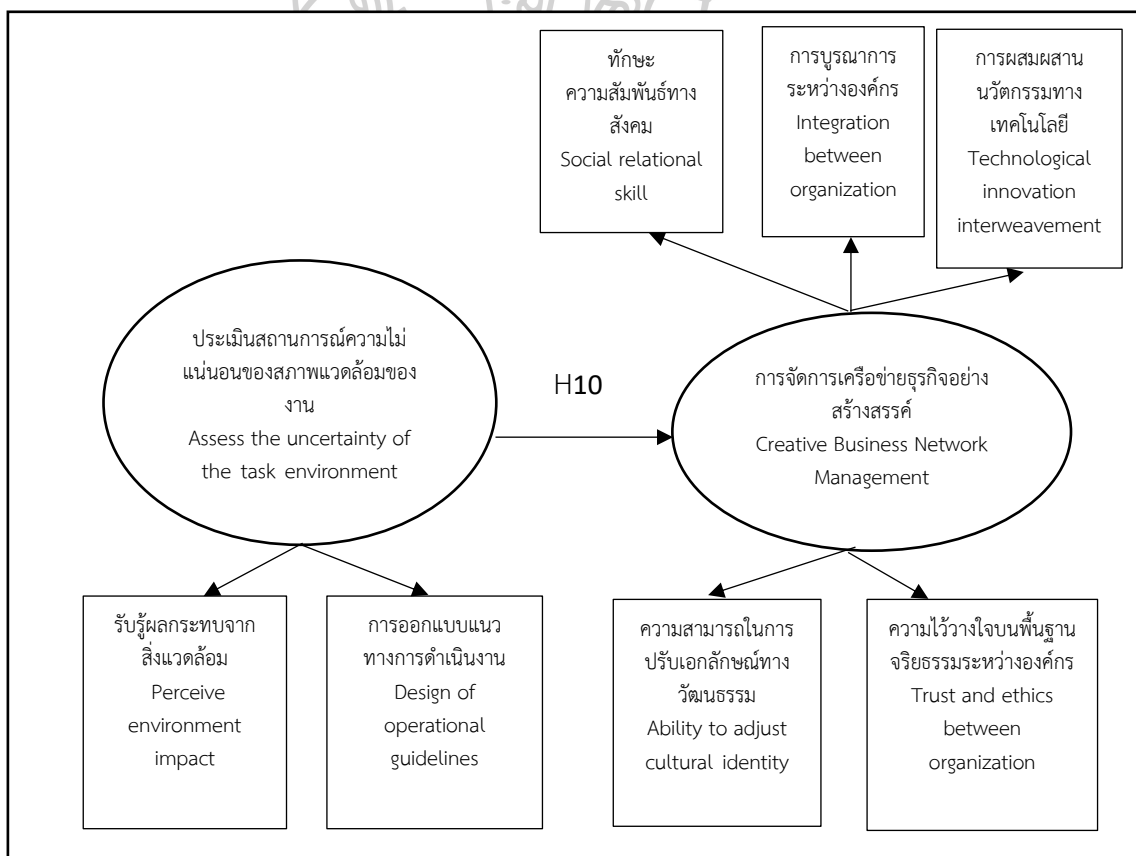 ทักษะ
ความสัมพันธ์ทาง
สังคม
Social relational
skill
การบูรณาการ
ระหว่างองค์กร
Integration
between
organization
การผสมผสาน
นวัตกรรมทาง
เทคโนโลยี
Technological
innovation
interweavement
ประเมินสถานการณ์ความไม่
แน่นอนของสภาพแวดล้อมของ
งาน
Assess the uncertainty of
the task environment
H10
การจัดการเครือข่ายธุรกิจอย่าง
สร้างสรรค์
Creative Business Network
Management
รับรู้ผลกระทบจาก
สิ่งแวดล้อม
Perceive
environment
impact
การออกแบบแนว
ทางการดำเนินงาน
Design of
operational
guidelines
ความสามารถในการ
ปรับเอกลักษณ์ทาง
วัฒนธรรม
Ability to adjust
cultural identity
ความไว้วางใจบนพื้นฐาน
จริยธรรมระหว่างองค์กร
Trust and ethics
between
organization